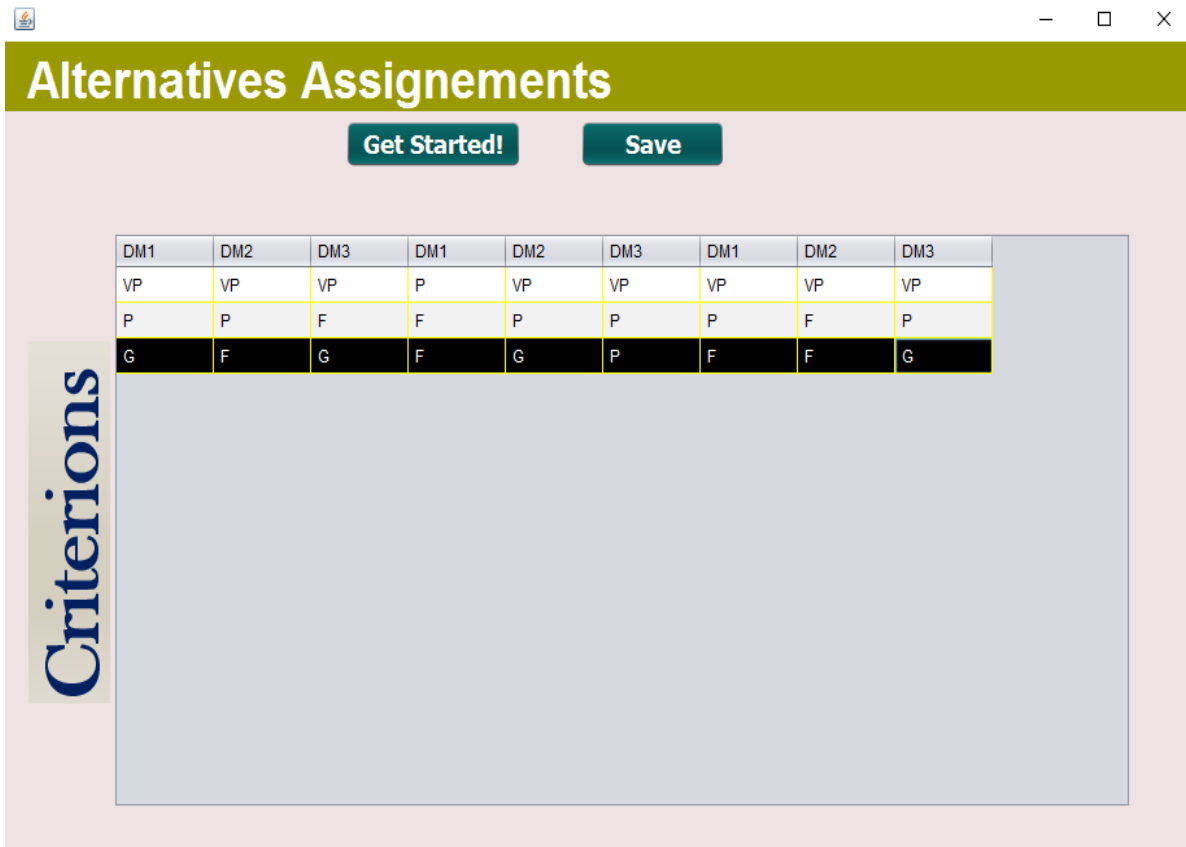 Alternatives Assignements
Get Started! Save
DM1 DM2 DM3 DM1 DM2 DM3 DM1 DM2 DM3
VP VP VP P VP VP VP VP VP
P P F F P P P F P
G F G F G P F F G
Criterions